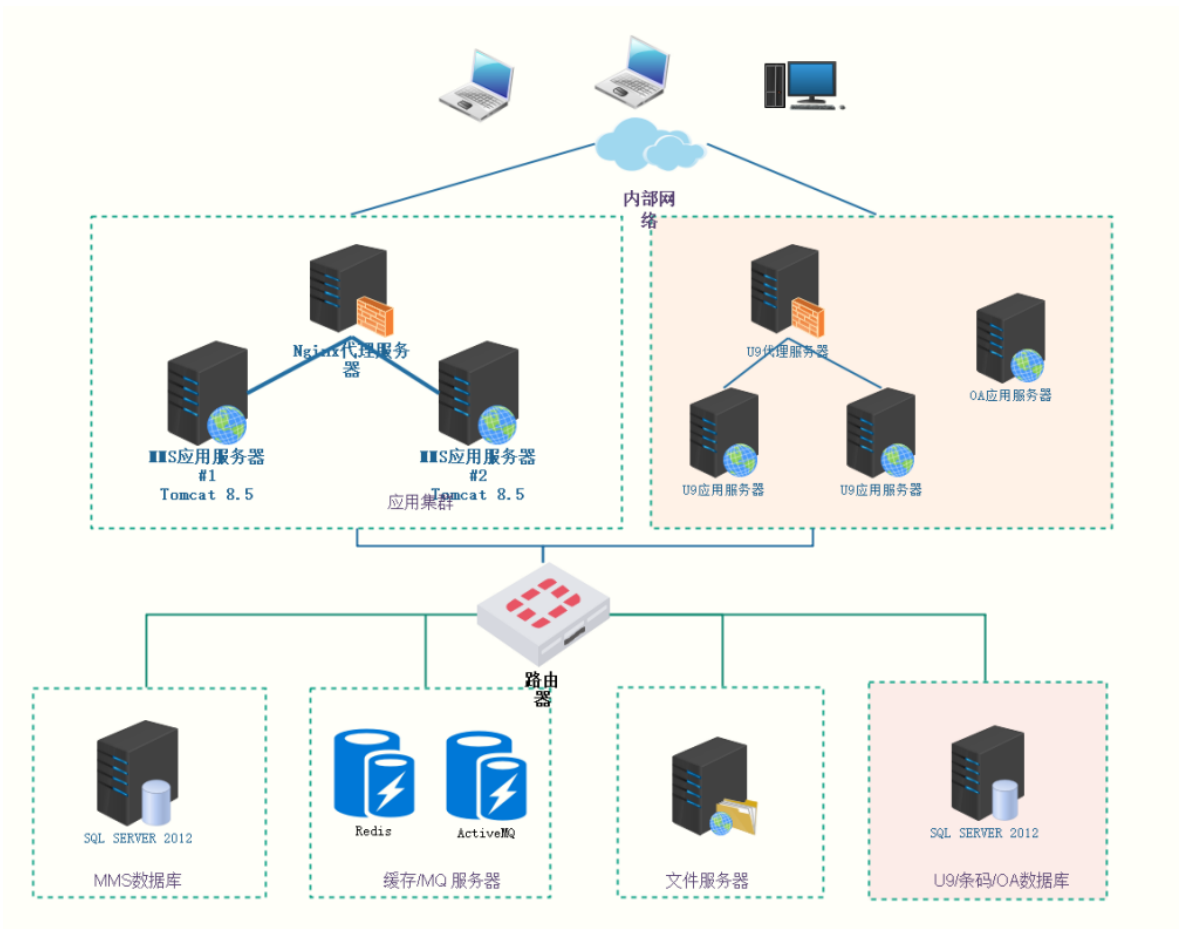 内部网
络
Nginx代理服务
器
MMS应用服务器
#1
Tomcat 8.5
MMS应用服务器
#2
Tomcat 8.5
应用集群
U9代理服务器
OA应用服务器
U9应用服务器
U9应用服务器
路由
器
SQL SERVER 2012
MMS数据库
Redis
ActiveMQ
缓存/MQ 服务器
文件服务器
SQL SERVER 2012
U9/条码/OA数据库